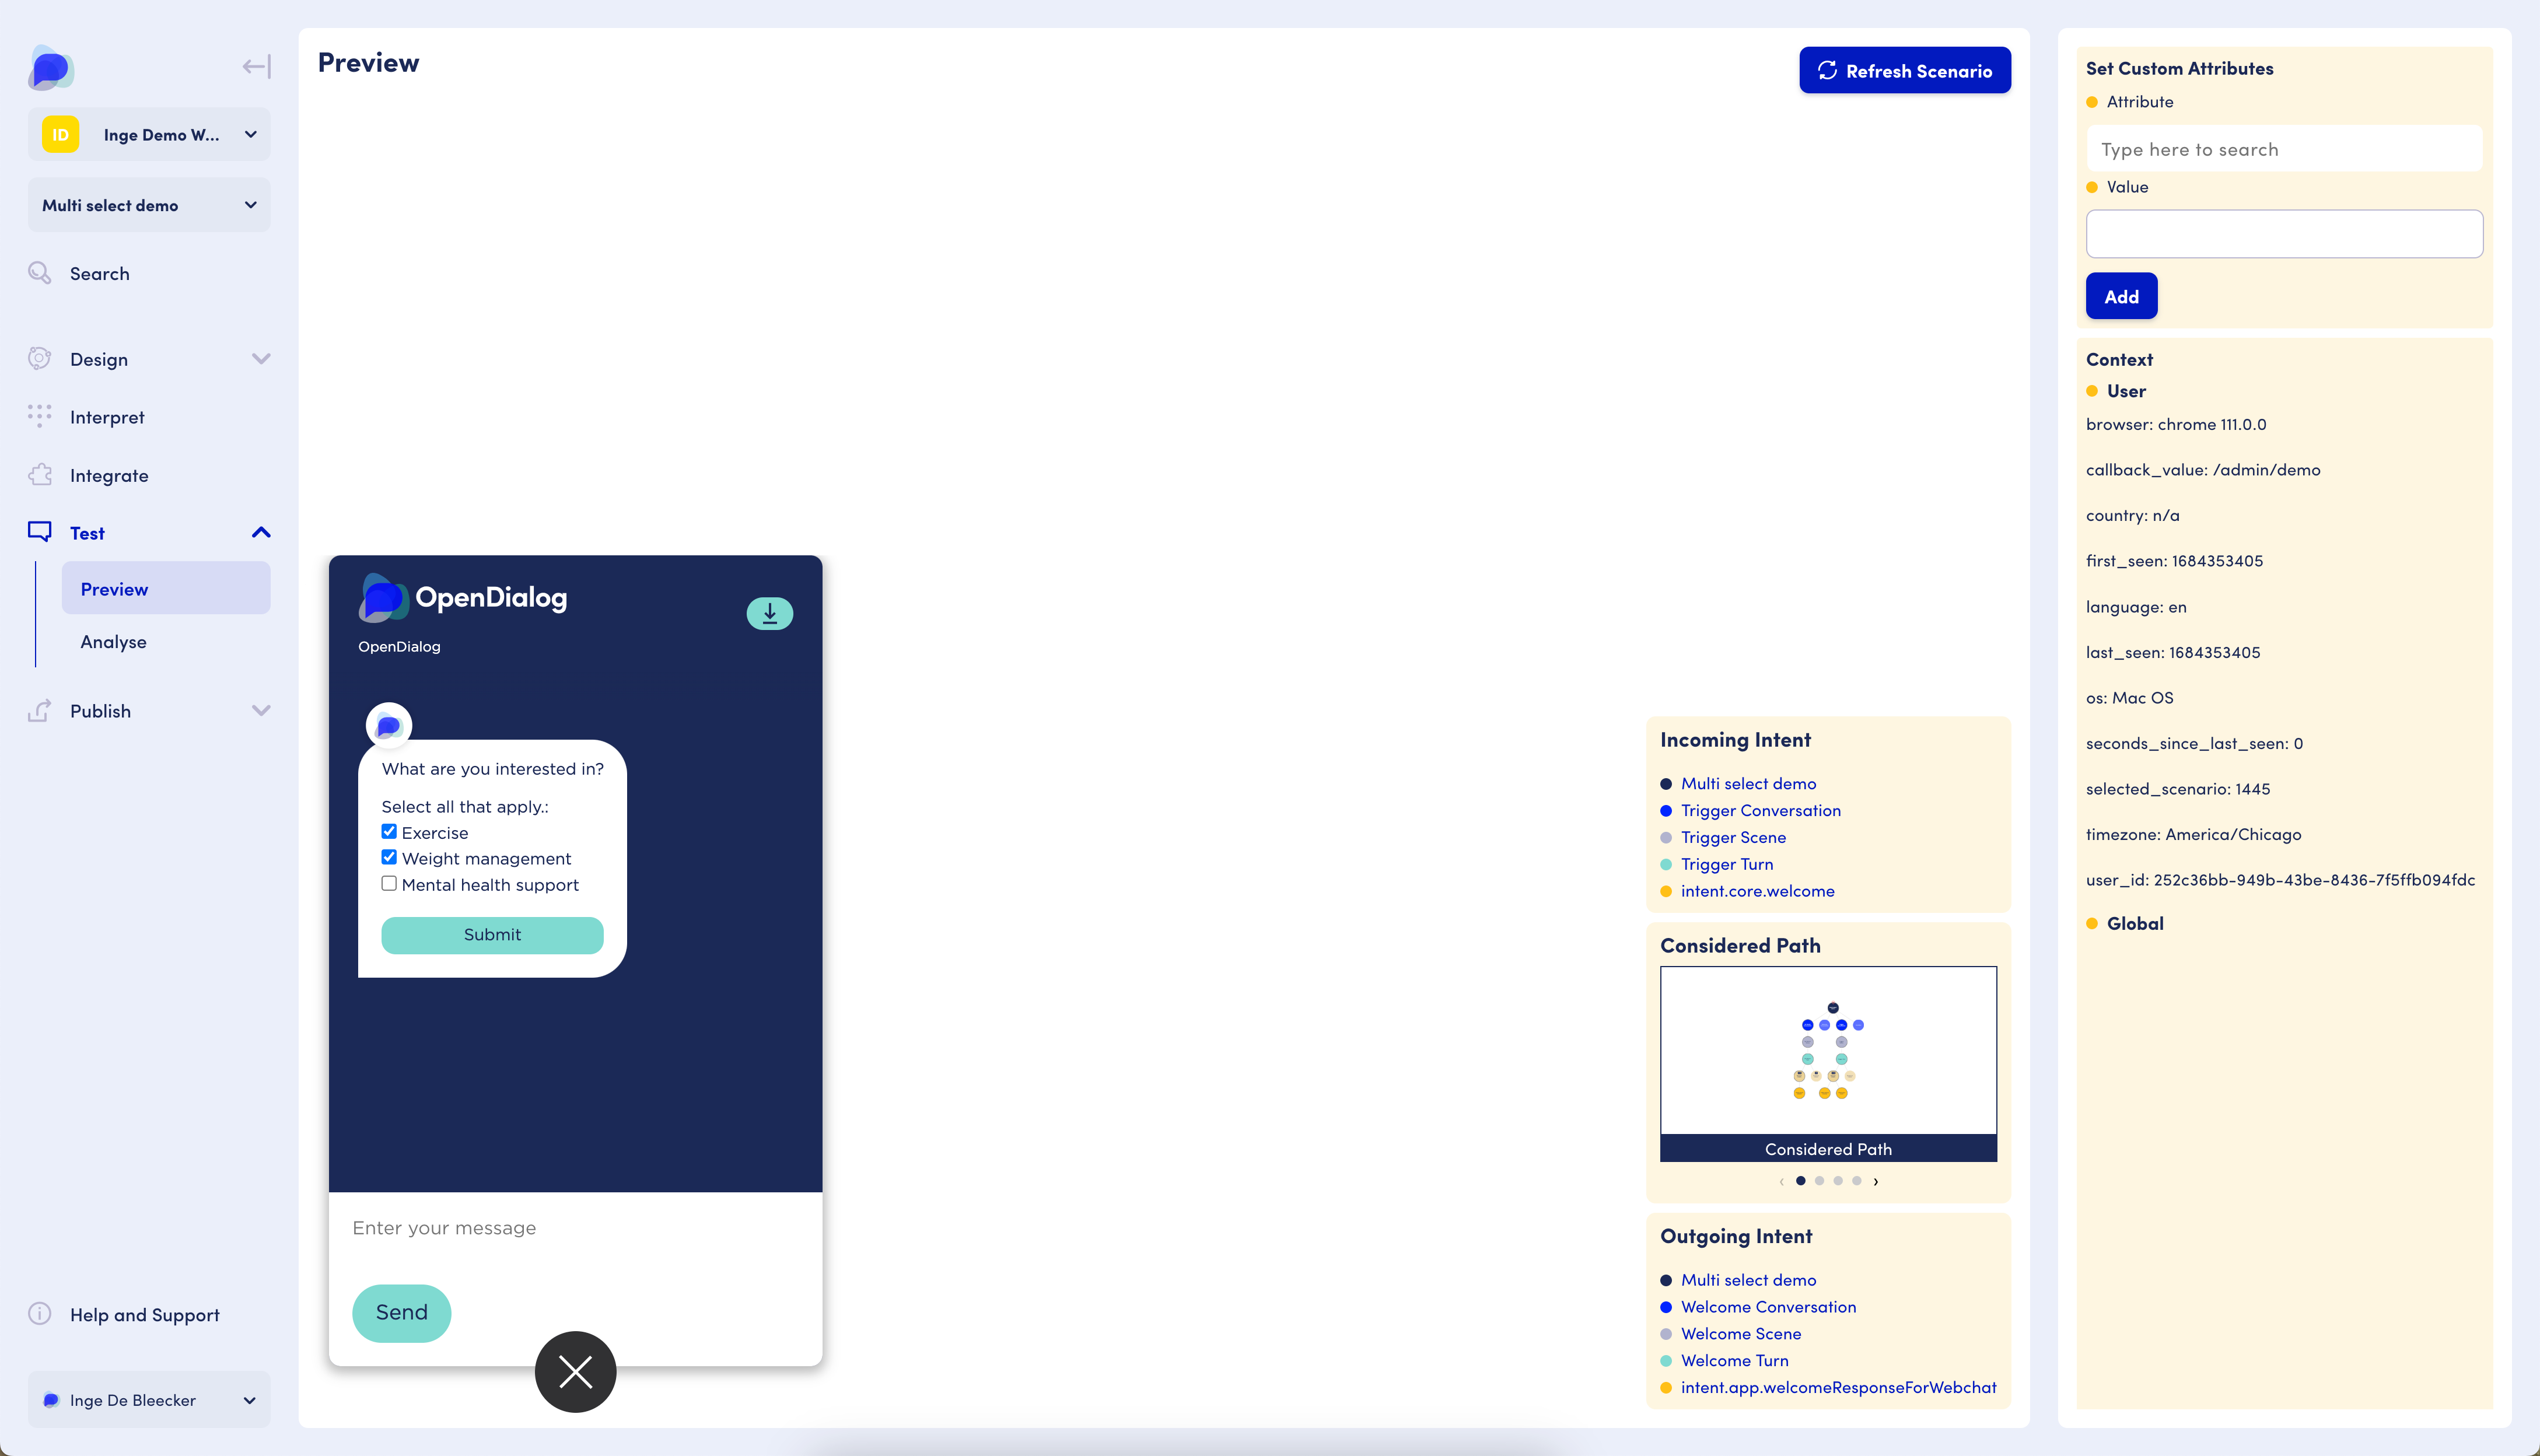 ID
Inge Demo W...
Multi select demo
Search
Design
Interpret
Integrate
Test
Preview
Analyse
Publish
Help and Support
Inge De Bleecker
Preview
Refresh Scenario
OpenDialog
OpenDialog
What are you interested in?
Select all that apply.:
Exercise
Weight management
Mental health support
Submit
Enter your message
Send
Incoming Intent
Multi select demo
Trigger Conversation
Trigger Scene
Trigger Turn
intent.core.welcome
Considered Path
Considered Path
Outgoing Intent
Multi select demo
Welcome Conversation
Welcome Scene
Welcome Turn
intent.app.welcomeResponseForWebchat
Set Custom Attributes
Attribute
Type here to search
Value
Add
Context
User
browser: chrome 111.0.0
callback_value: /admin/demo
country: n/a
first_seen: 1684353405
language: en
last_seen: 1684353405
os: Mac OS
seconds_since_last_seen: 0
selected_scenario: 1445
timezone: America/Chicago
user_id: 252c36bb-949b-43be-8436-7f5ffb094fdc
Global